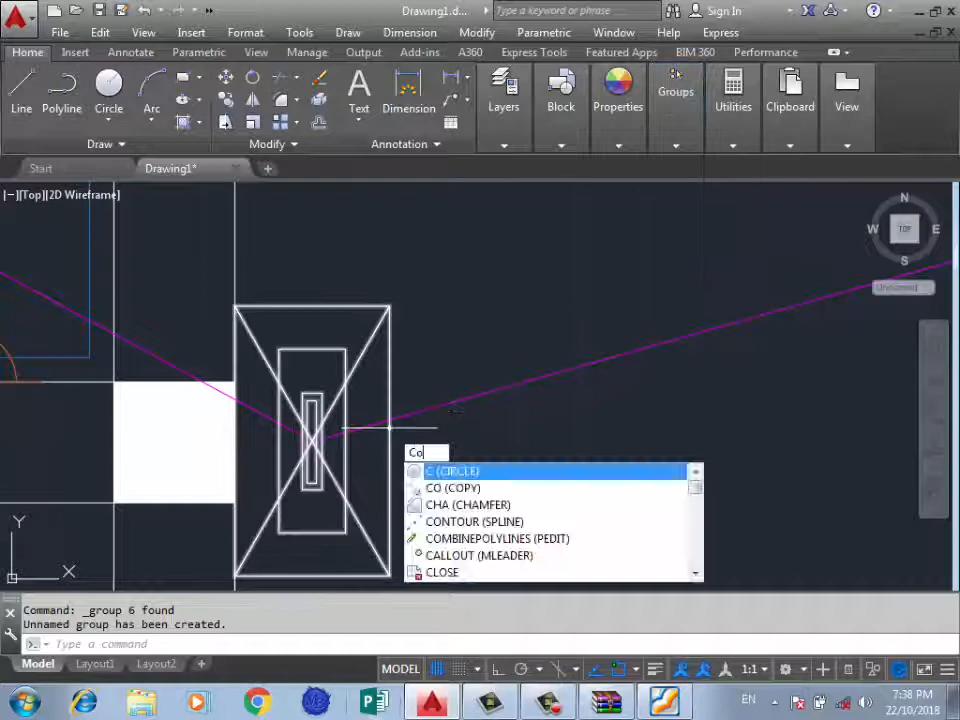 Drawing1.d...
Type a keyword or phrase
Sign In
File Edit View Insert Format Tools Draw Dimension Modify Parametric Window Help Express
Home Insert Annotate Parametric View Manage Output Add-ins A360 Express Tools Featured Apps BIM 360 Performance
Line Polyline Circle Arc Text Dimension Layers Block Properties Groups Utilities Clipboard View
Draw Modify Annotation
Start Drawing1*
[−][Top][2D Wireframe]
N
W TOP E
S
Unnamed
Co
C (CIRCLE)
CO (COPY)
CHA (CHAMFER)
CONTOUR (SPLINE)
COMBINEPOLYLINES (PEDIT)
CALLOUT (MLEADER)
CLOSE
Y
X
Command: _group 6 found
Unnamed group has been created.
Type a command
Model Layout1 Layout2
MODEL 1:1
EN 7:38 PM
22/10/2018